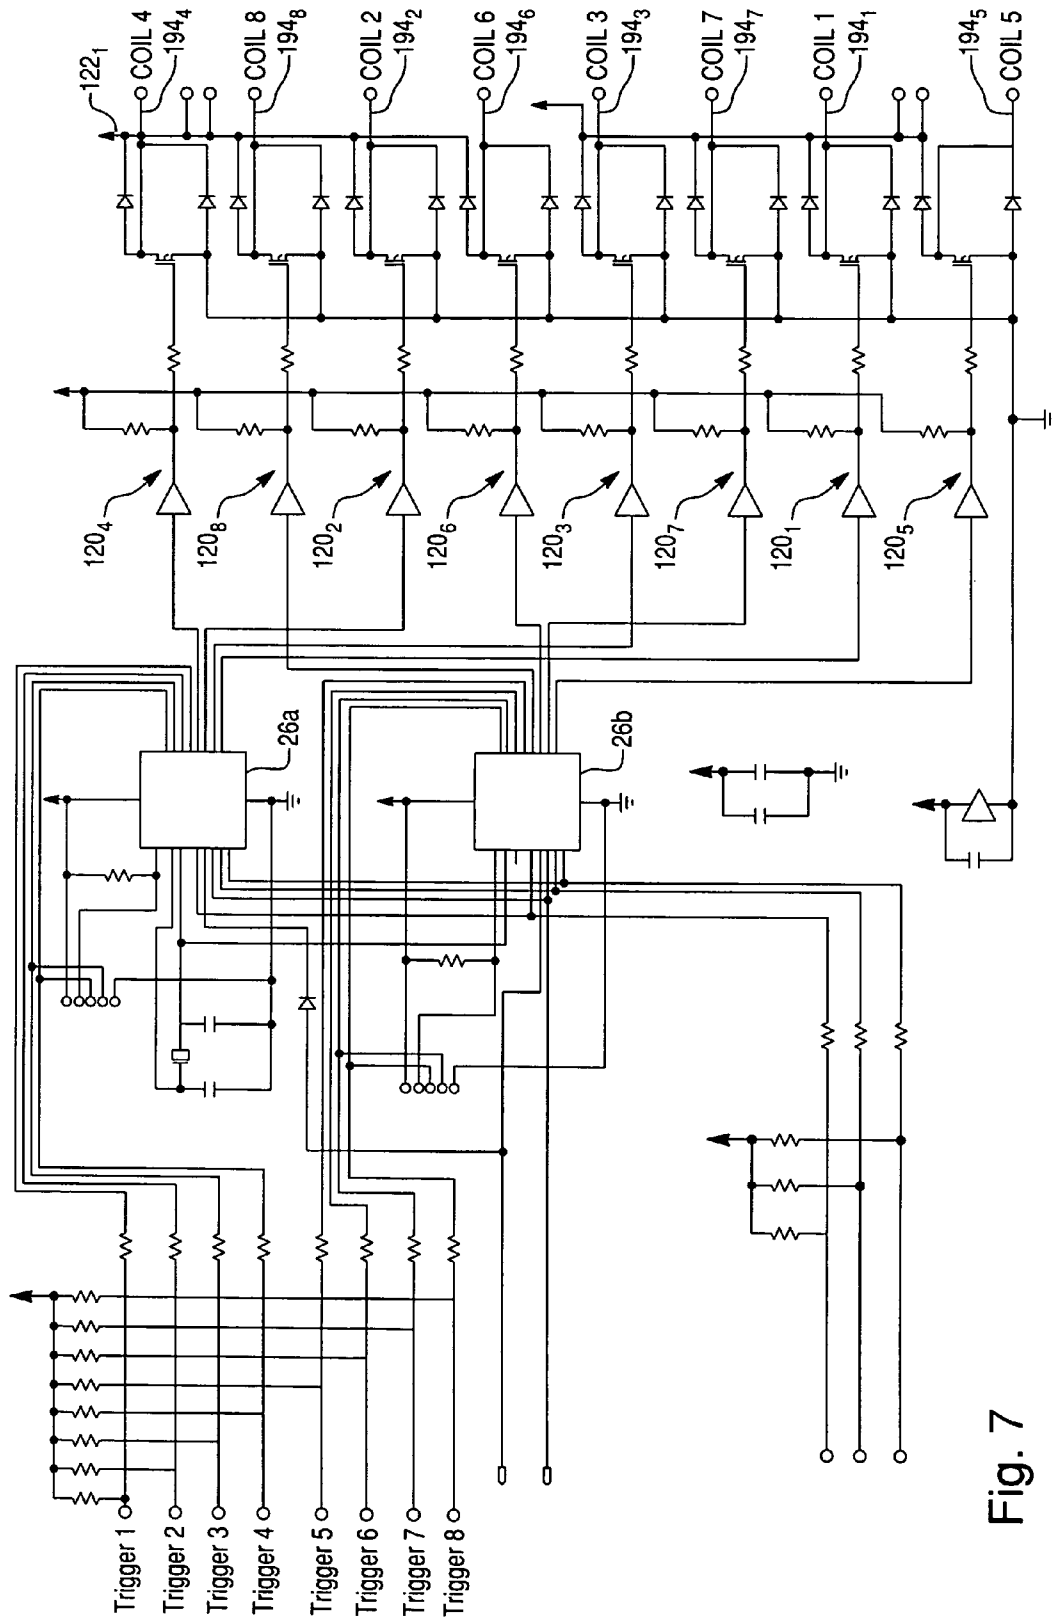 122₁
COIL 4
194₄
COIL 8
194₈
COIL 2
194₂
COIL 6
194₆
COIL 3
194₃
COIL 7
194₇
COIL 1
194₁
194₅
COIL 5
120₄
120₈
120₂
120₆
120₃
120₇
120₁
120₅
26a
26b
Trigger 1
Trigger 2
Trigger 3
Trigger 4
Trigger 5
Trigger 6
Trigger 7
Trigger 8
Fig. 7